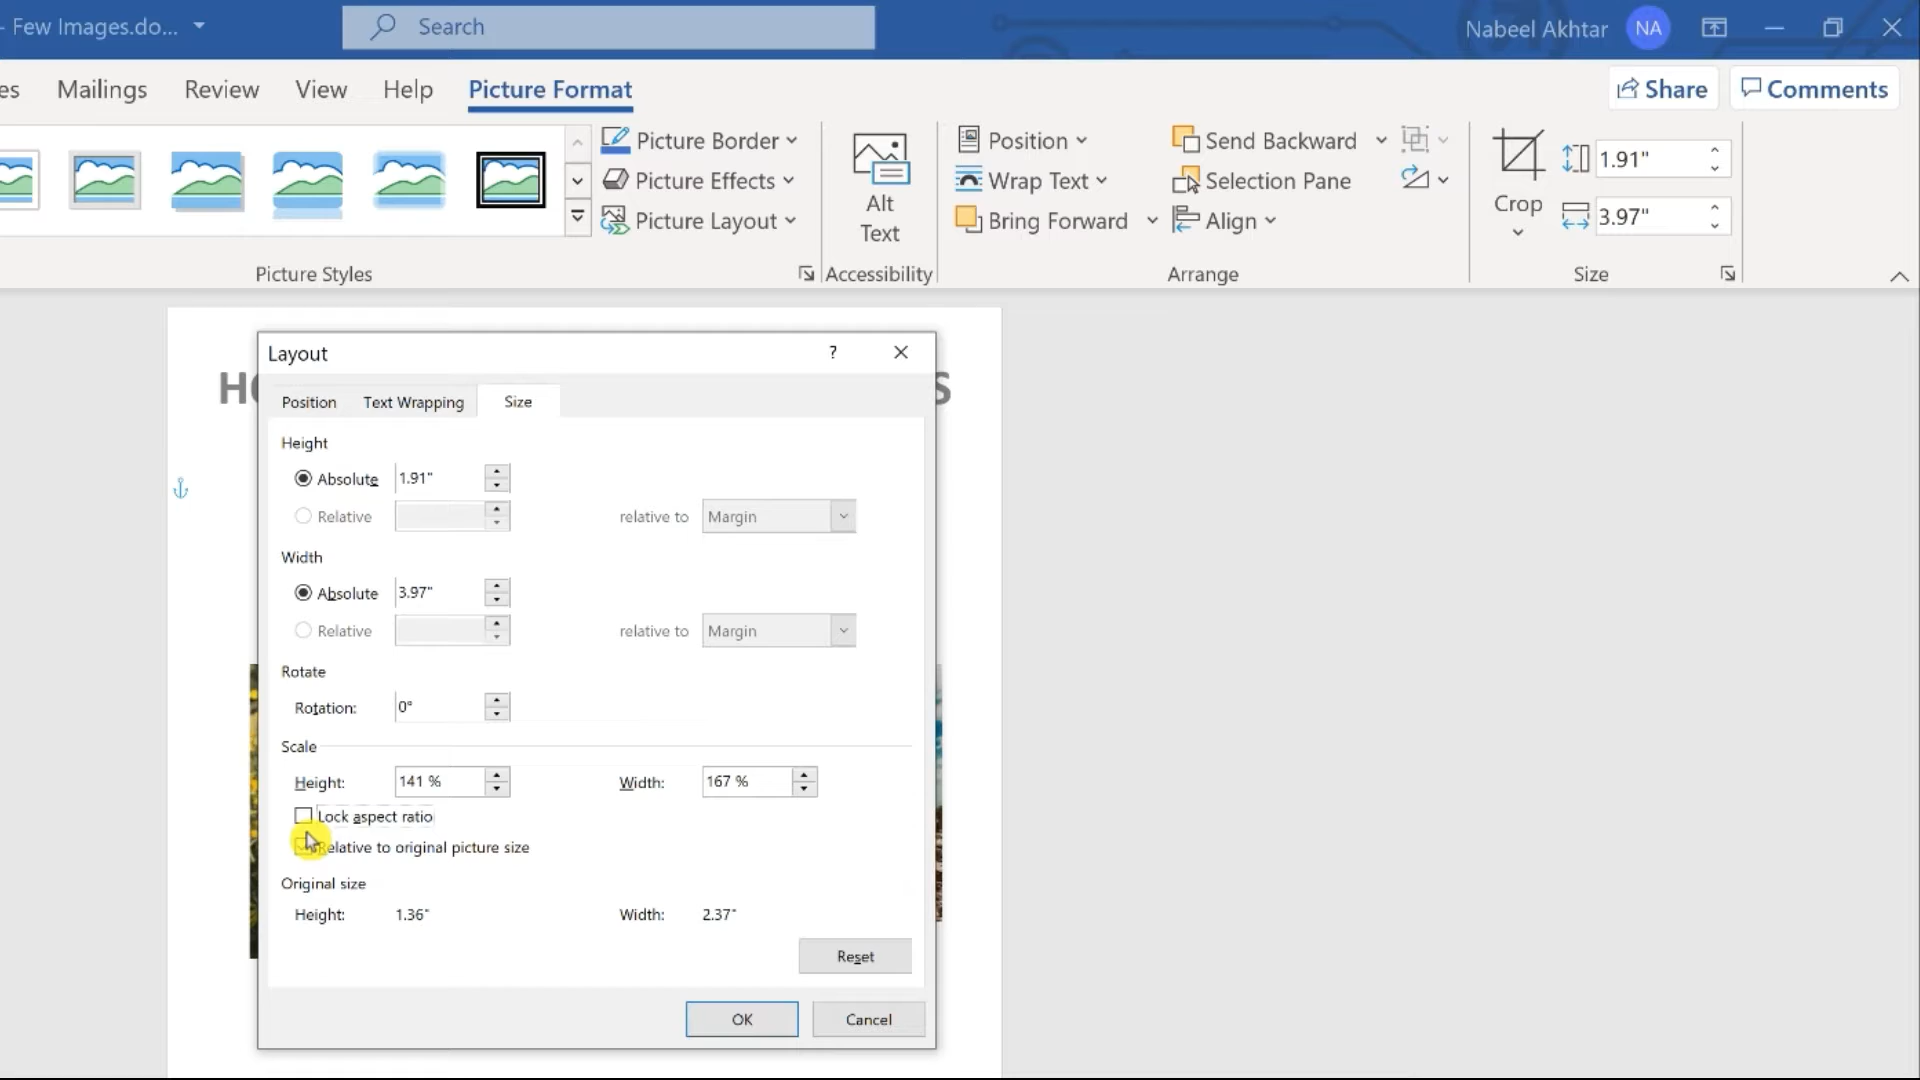 - Few Images.do...
Search
Nabeel Akhtar
NA
es
Mailings
Review
View
Help
Picture Format
Share
Comments
Picture Border
Picture Effects
Picture Layout
Picture Styles
Alt
Text
Accessibility
Position
Wrap Text
Bring Forward
Send Backward
Selection Pane
Align
Arrange
Crop
1.91"
3.97"
Size
Layout
?
Position
Text Wrapping
Size
Height
Absolute
1.91"
Relative
relative to
Margin
Width
Absolute
3.97"
Relative
relative to
Margin
Rotate
Rotation:
0°
Scale
Height:
141 %
Width:
167 %
Lock aspect ratio
Relative to original picture size
Original size
Height:
1.36"
Width:
2.37"
Reset
OK
Cancel